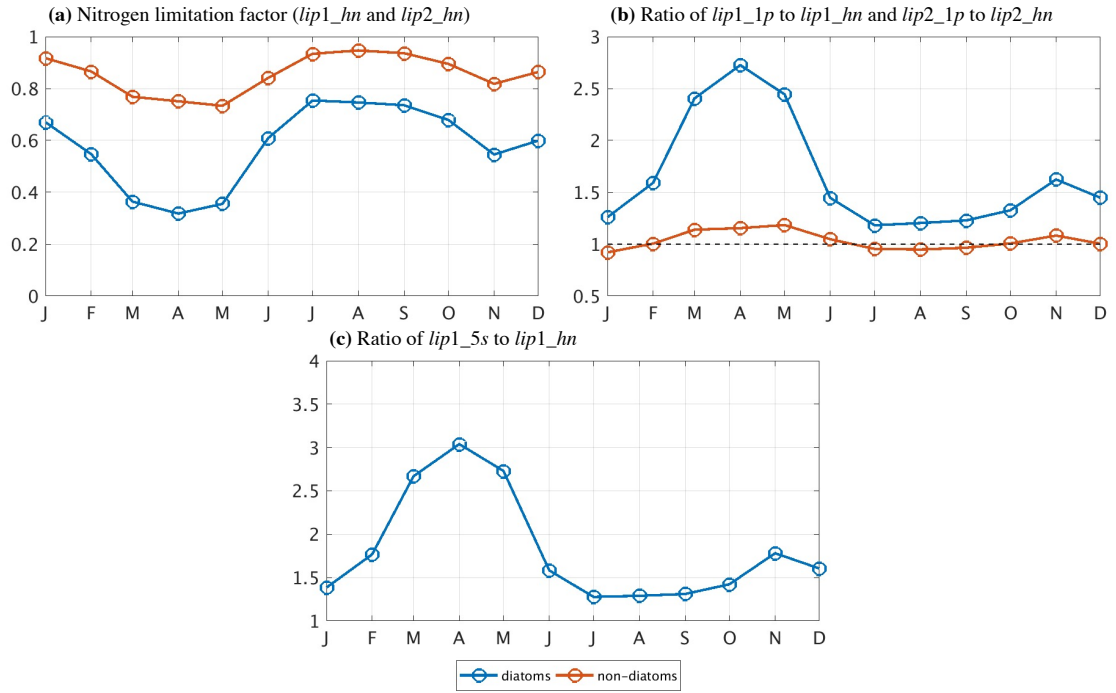 (a) Nitrogen limitation factor (lip1_hn and lip2_hn)
1
0.8
0.6
0.4
0.2
0
J F M A M J J A S O N D
(b) Ratio of lip1_1p to lip1_hn and lip2_1p to lip2_hn
3
2.5
2
1.5
1
0.5
J F M A M J J A S O N D
(c) Ratio of lip1_5s to lip1_hn
4
3.5
3
2.5
2
1.5
1
J F M A M J J A S O N D
diatoms non-diatoms